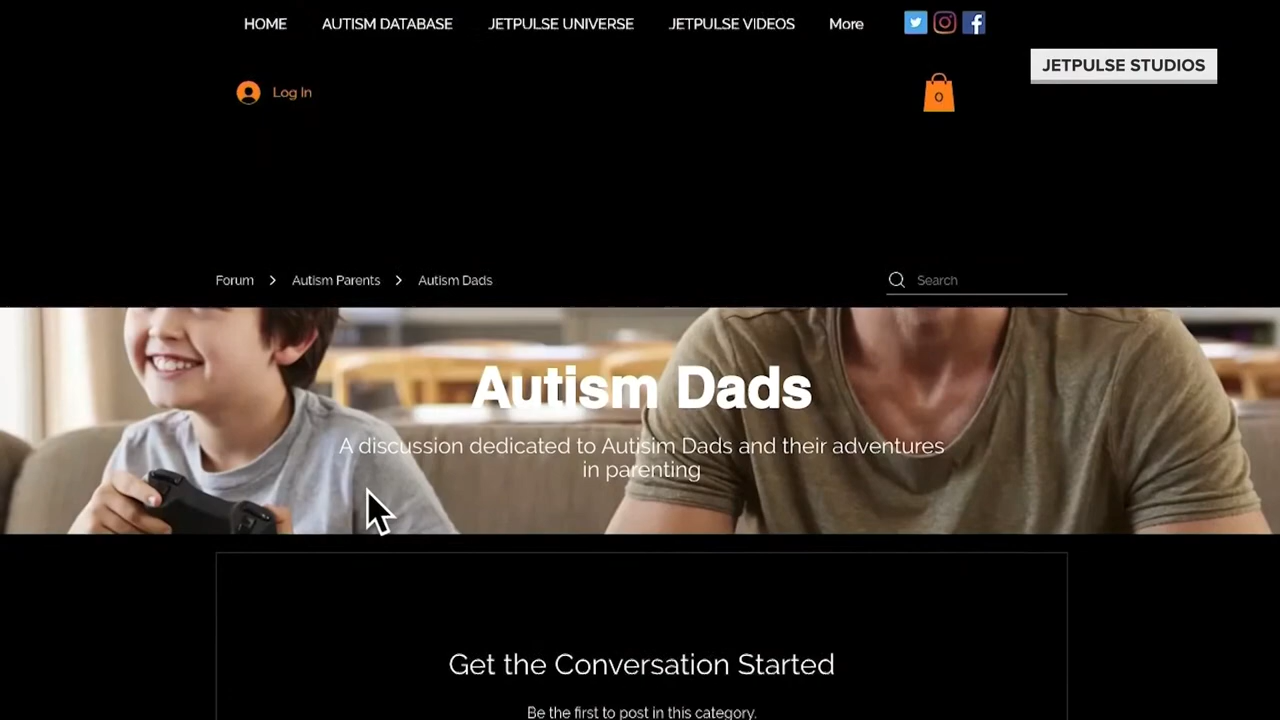 HOME AUTISM DATABASE JETPULSE UNIVERSE JETPULSE VIDEOS More
JETPULSE STUDIOS
Log In
0
Forum Autism Parents Autism Dads
Search
Autism Dads
A discussion dedicated to Autisim Dads and their adventures
in parenting
Get the Conversation Started
Be the first to post in this category.